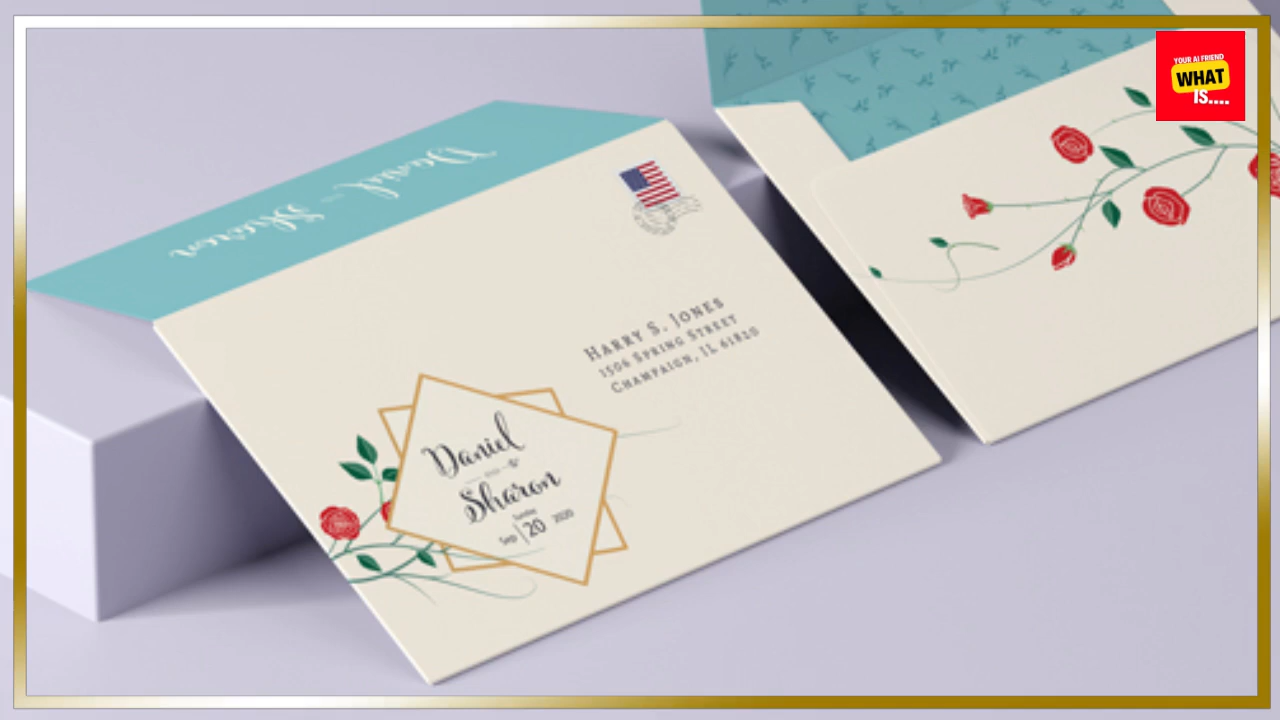 YOUR AI FRIEND
WHAT
IS....
Daniel
Sharon
HARRY S. JONES
1506 SPRING STREET
CHAMPAIGN, IL 61820
Daniel
Sharon
Sunday
Sep 20 2020